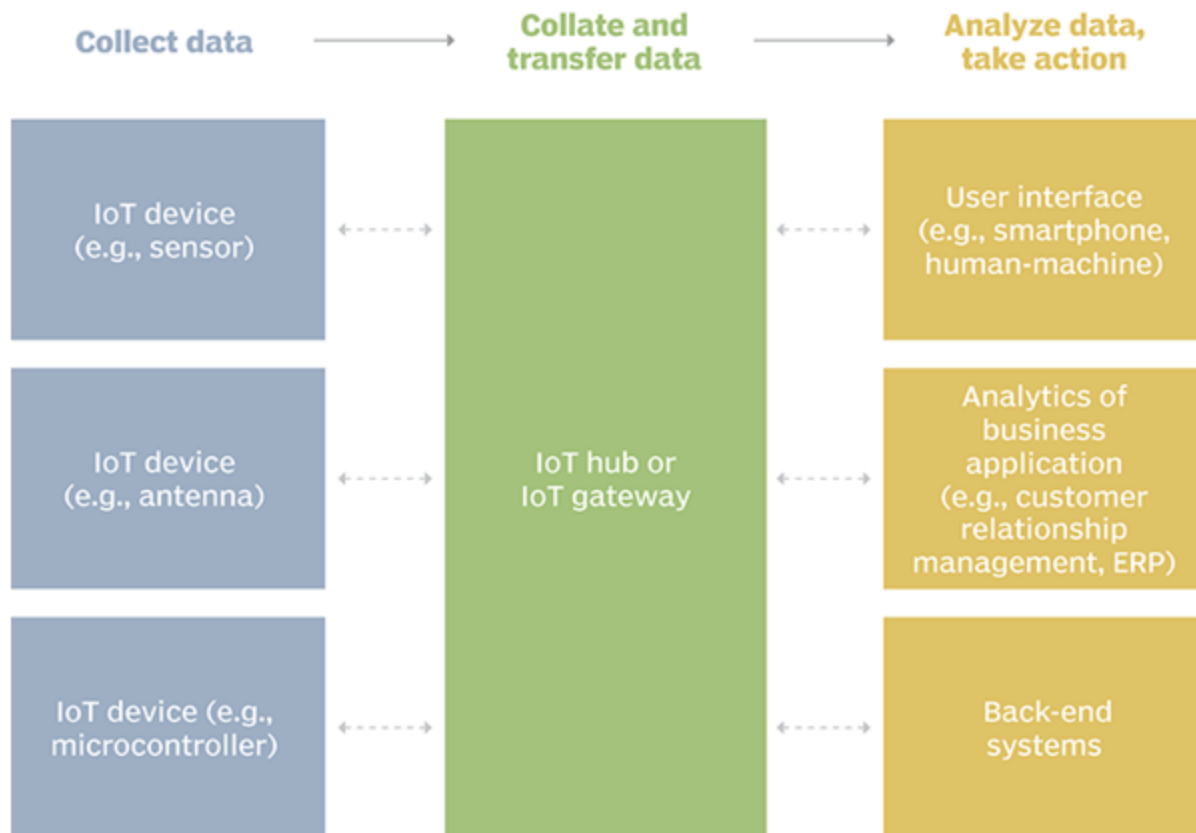 Collect data
Collate and
transfer data
Analyze data,
take action
IoT device
(e.g., sensor)
IoT device
(e.g., antenna)
IoT device (e.g.,
microcontroller)
IoT hub or
IoT gateway
User interface
(e.g., smartphone,
human-machine)
Analytics of
business
application
(e.g., customer
relationship
management, ERP)
Back-end
systems